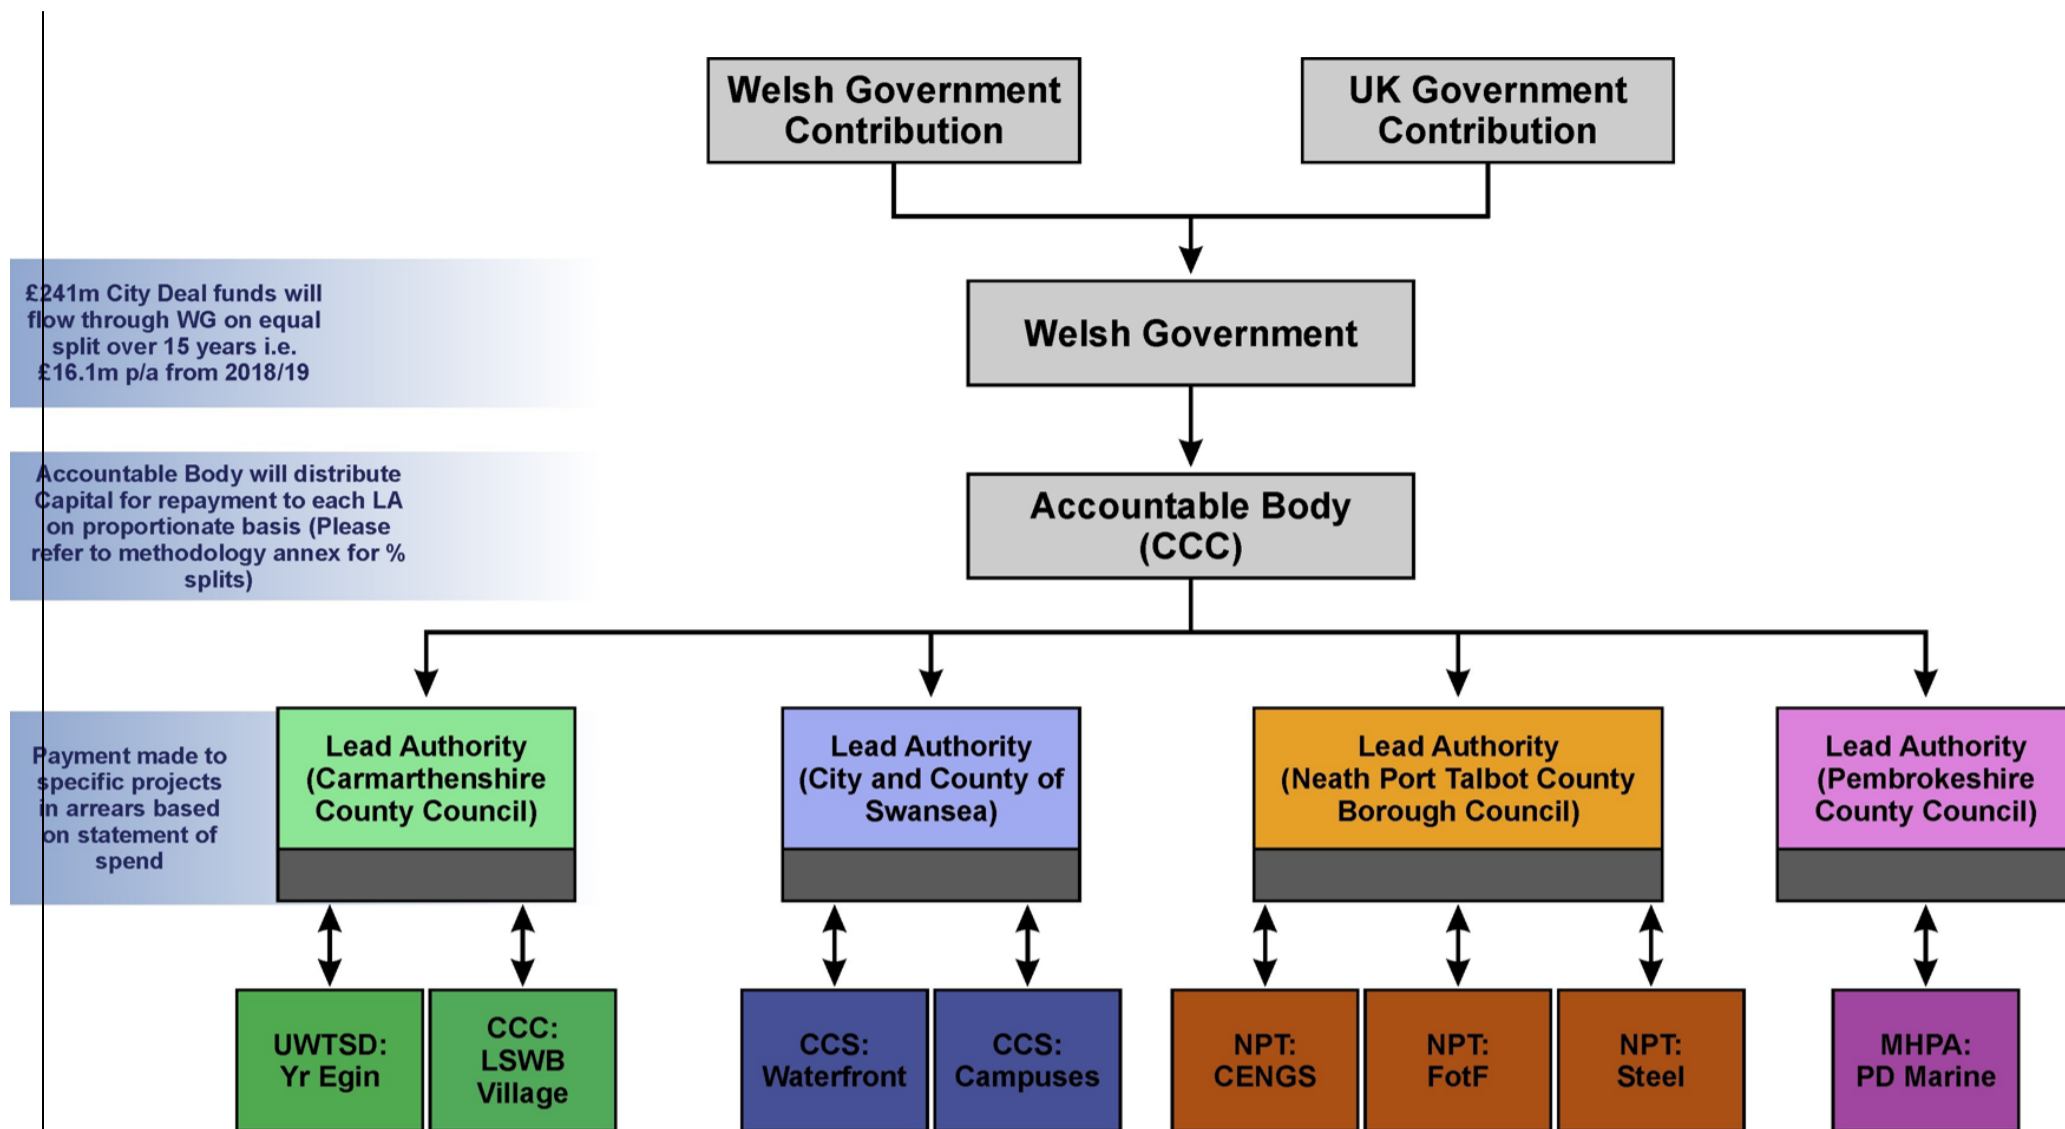 Welsh Government
Contribution
UK Government
Contribution
£241m City Deal funds will
flow through WG on equal
split over 15 years i.e.
£16.1m p/a from 2018/19
Welsh Government
Accountable Body will distribute
Capital for repayment to each LA
on proportionate basis (Please
refer to methodology annex for %
splits)
Accountable Body
(CCC)
Payment made to
specific projects
in arrears based
on statement of
spend
Lead Authority
(Carmarthenshire
County Council)
Lead Authority
(City and County of
Swansea)
Lead Authority
(Neath Port Talbot County
Borough Council)
Lead Authority
(Pembrokeshire
County Council)
UWTSD:
Yr Egin
CCC:
LSWB
Village
CCS:
Waterfront
CCS:
Campuses
NPT:
CENGS
NPT:
FotF
NPT:
Steel
MHPA:
PD Marine